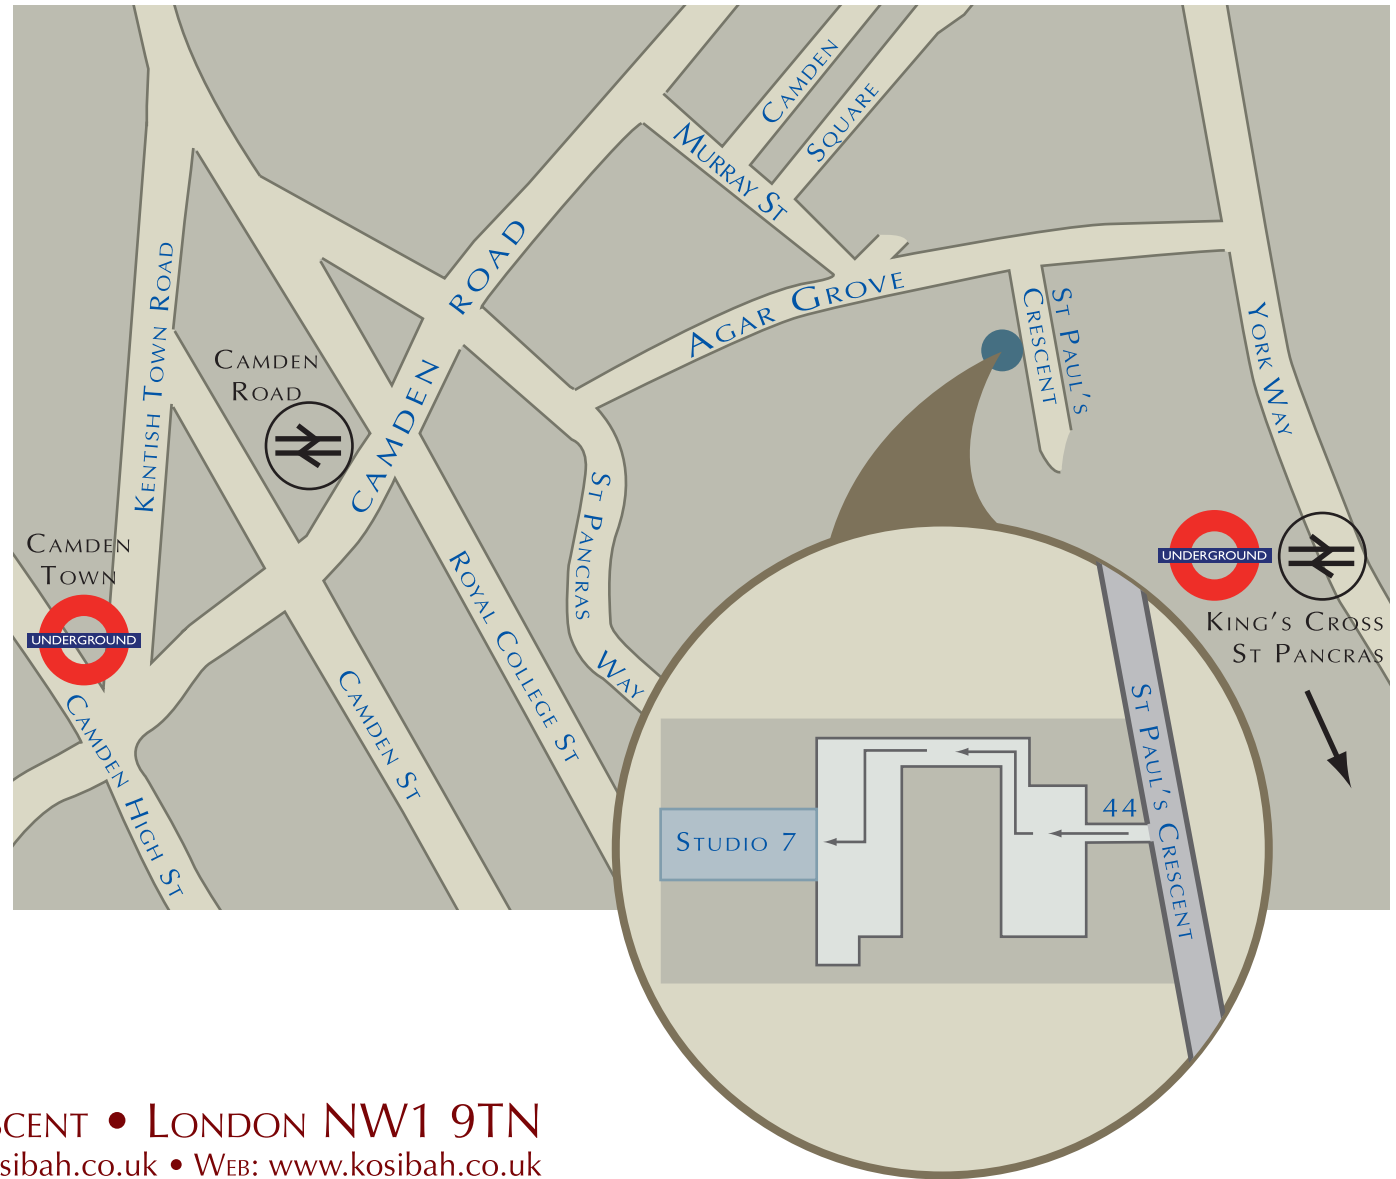 CAMDEN
SQUARE
MURRAY ST
CAMDEN ROAD
KENTISH TOWN ROAD
AGAR GROVE
ST PAUL'S
CRESCENT
YORK WAY
CAMDEN
ROAD
CAMDEN
TOWN
UNDERGROUND
ST PANCRAS WAY
ROYAL COLLEGE ST
CAMDEN ST
CAMDEN HIGH ST
UNDERGROUND
KING'S CROSS
ST PANCRAS
ST PAUL'S CRESCENT
44
STUDIO 7
SCENT • LONDON NW1 9TN
sibah.co.uk • WEB: www.kosibah.co.uk